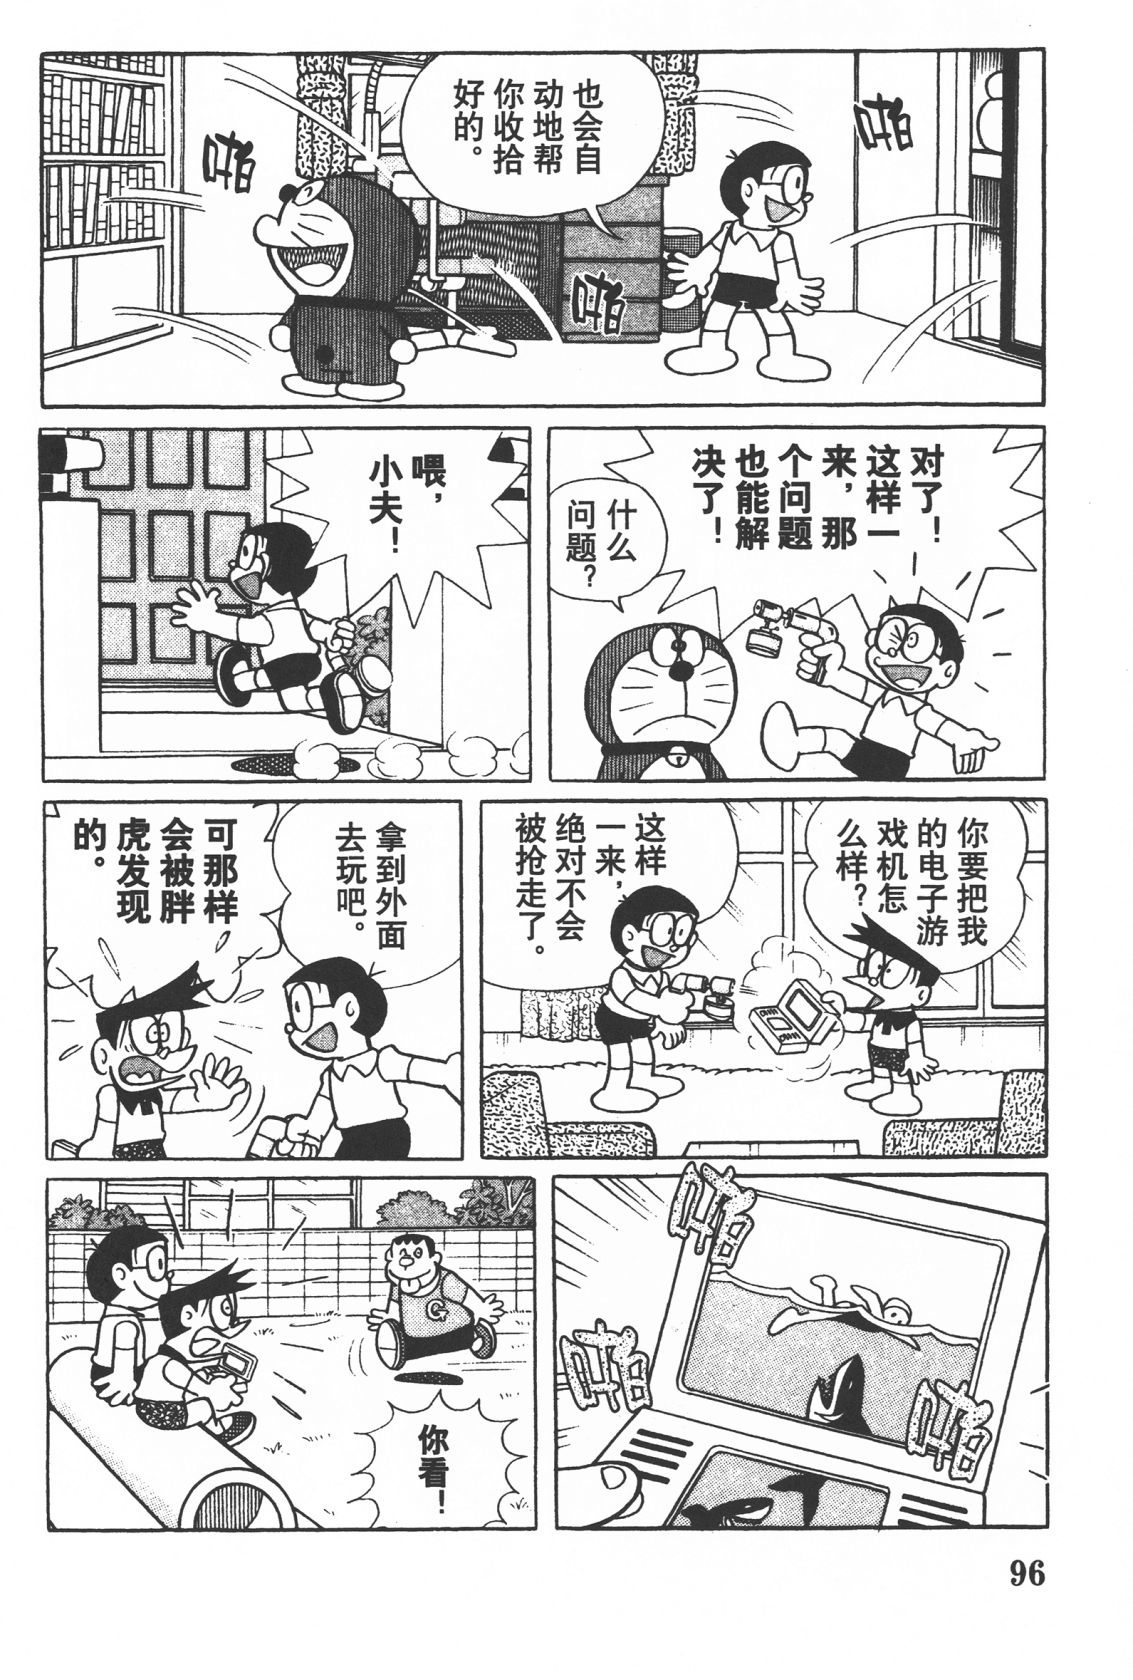 也会自
动地帮
你收拾
好的。
啪
啪
啪
对了！
这样一
来，那
个问题
也能解
决了！
什么
问题？
喂，
小夫！
你要把我
的电子游
戏机怎
么样？
这样
一来，
绝对不会
被抢走了。
拿到外面
去玩吧。
可那样
会被胖
虎发现
的。
哗
哗
哗
你看！
G
96